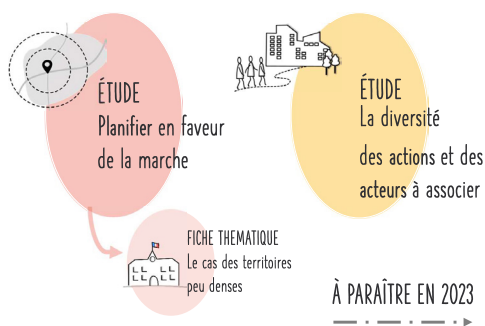 ÉTUDE
Planifier en faveur
de la marche
ÉTUDE
La diversité
des actions et des
acteurs à associer
FICHE THEMATIQUE
Le cas des territoires
peu denses
À PARAÎTRE EN 2023